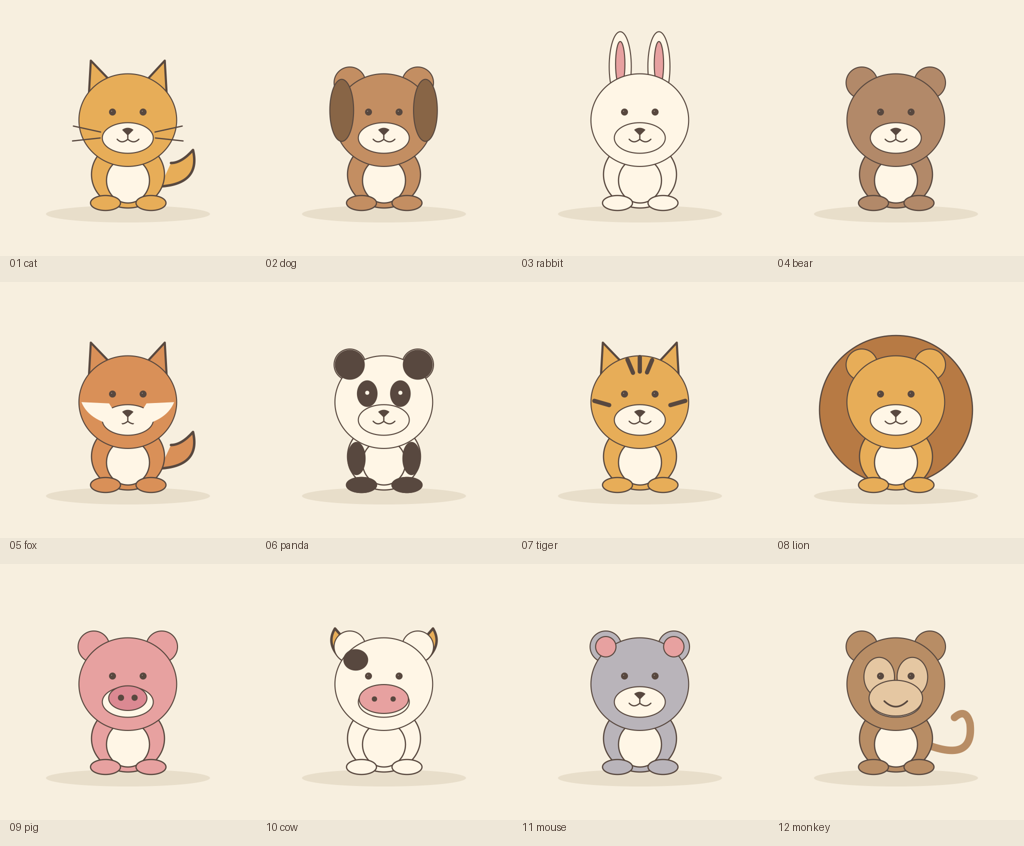 01 cat
02 dog
03 rabbit
04 bear
05 fox
06 panda
07 tiger
08 lion
09 pig
10 cow
11 mouse
12 monkey